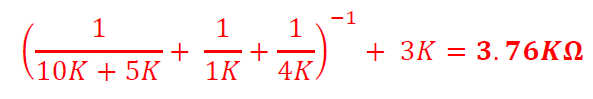 (1/(10K + 5K) + 1/1K + 1/4K)⁻¹ + 3K = 3.76KΩ